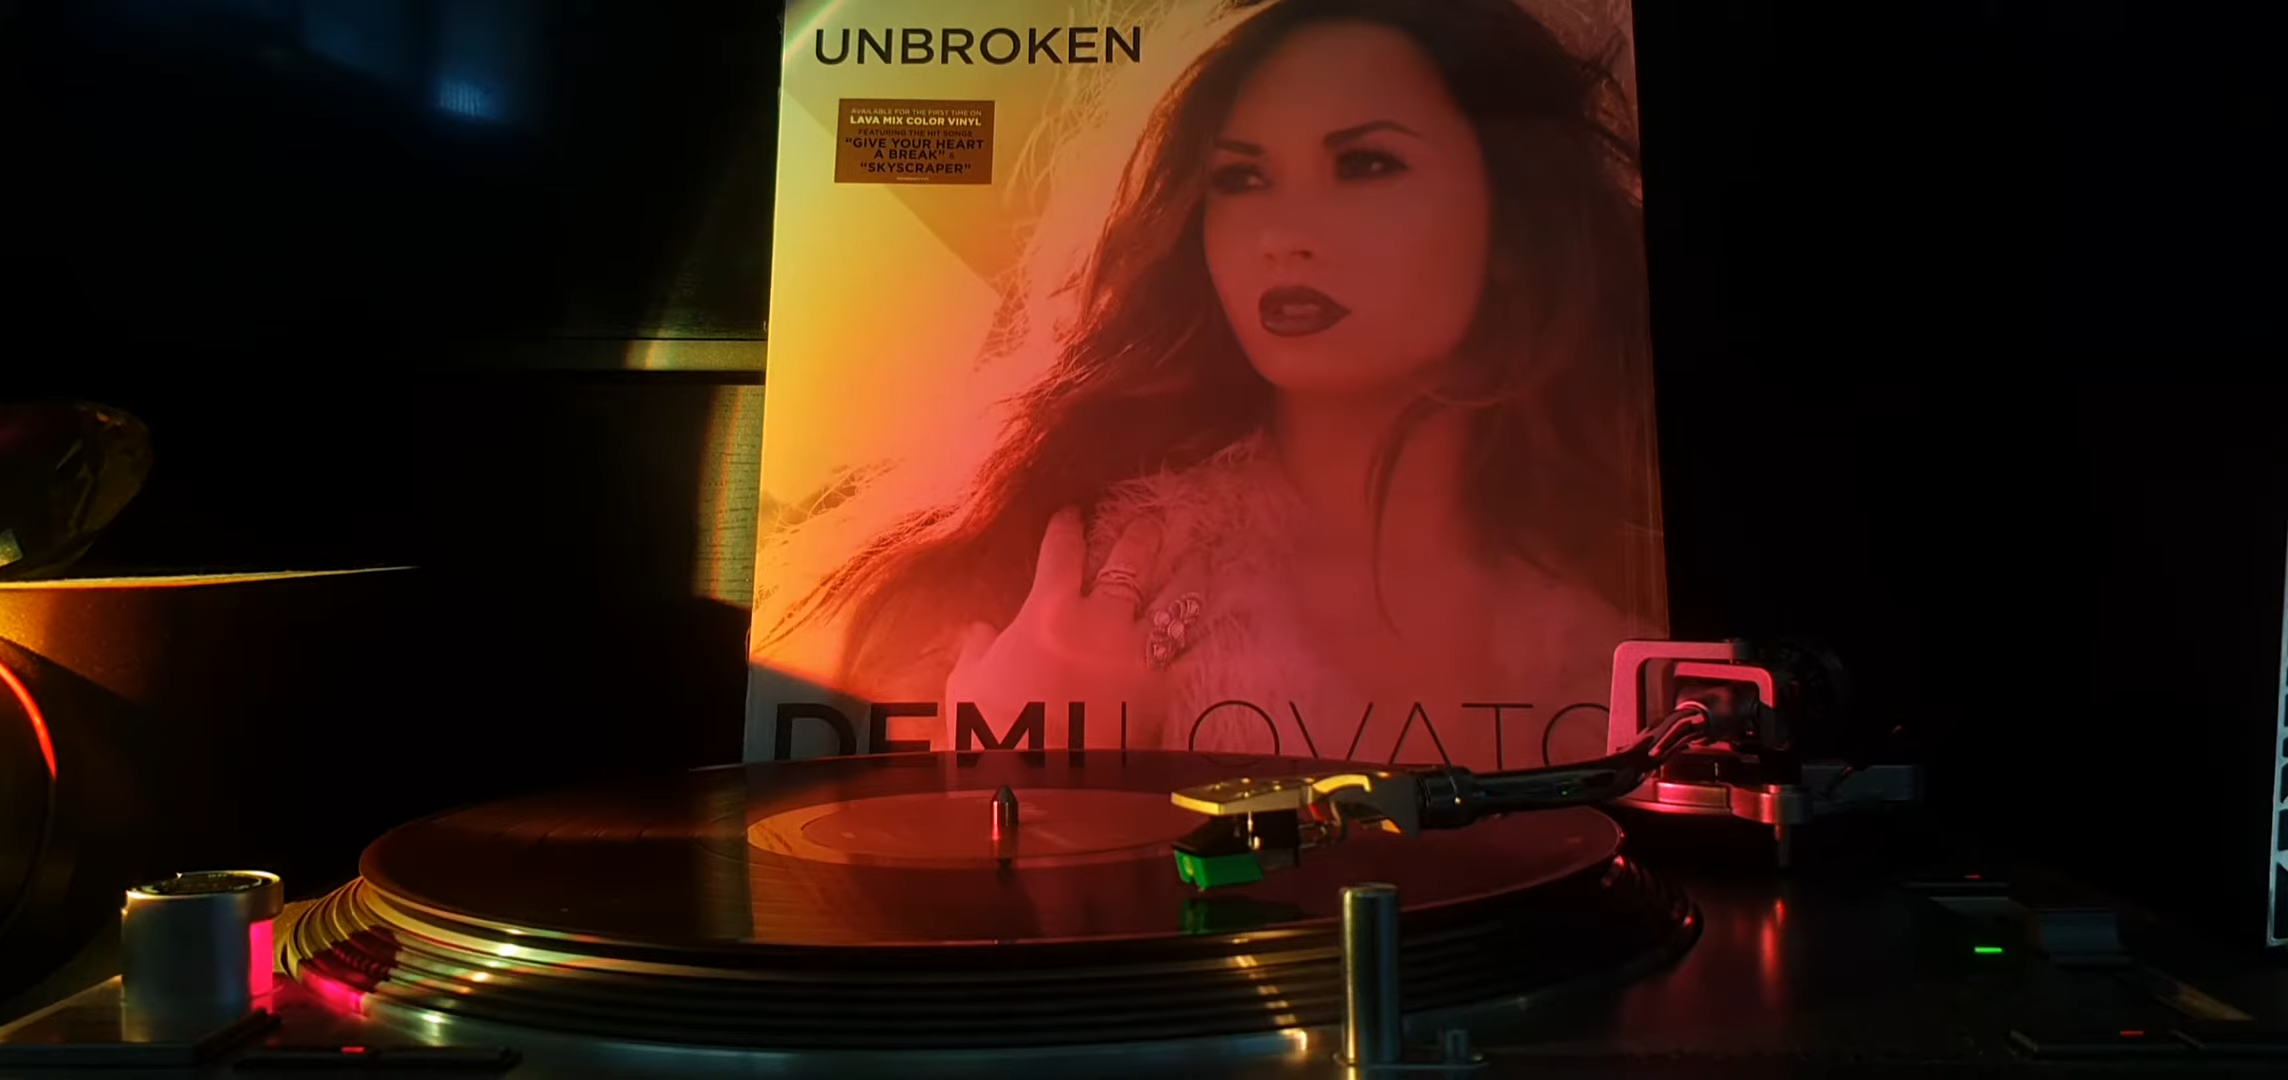 UNBROKEN
AVAILABLE FOR THE FIRST TIME ON
LAVA MIX COLOR VINYL
FEATURING THE HIT SONGS
"GIVE YOUR HEART
A BREAK" &
"SKYSCRAPER"
DEMI LOVATO